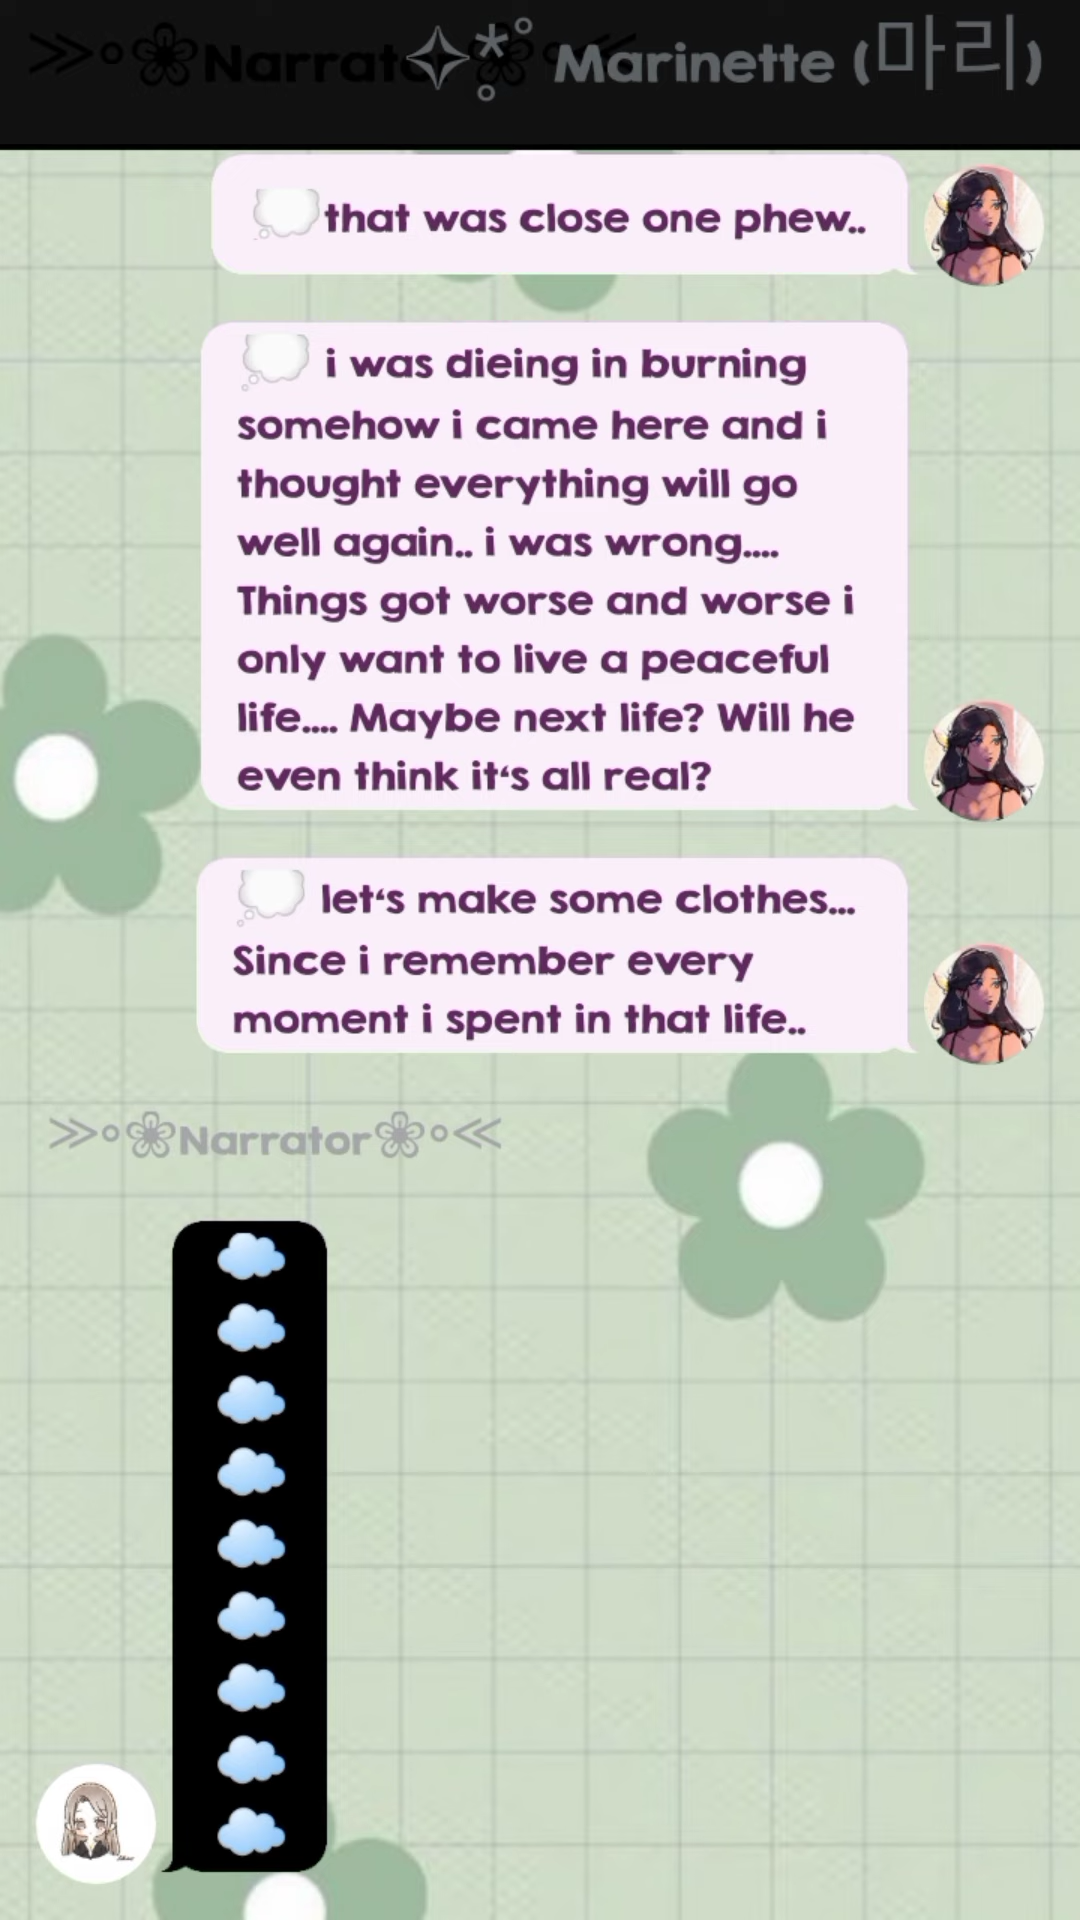 ≫∘❀Narrat
✧*̥˚ Marinette (마리)
💭that was close one phew..
💭 i was dieing in burning
somehow i came here and i
thought everything will go
well again.. i was wrong....
Things got worse and worse i
only want to live a peaceful
life.... Maybe next life? Will he
even think it‘s all real?
💭 let‘s make some clothes...
Since i remember every
moment i spent in that life..
≫∘❀Narrator❀∘≪